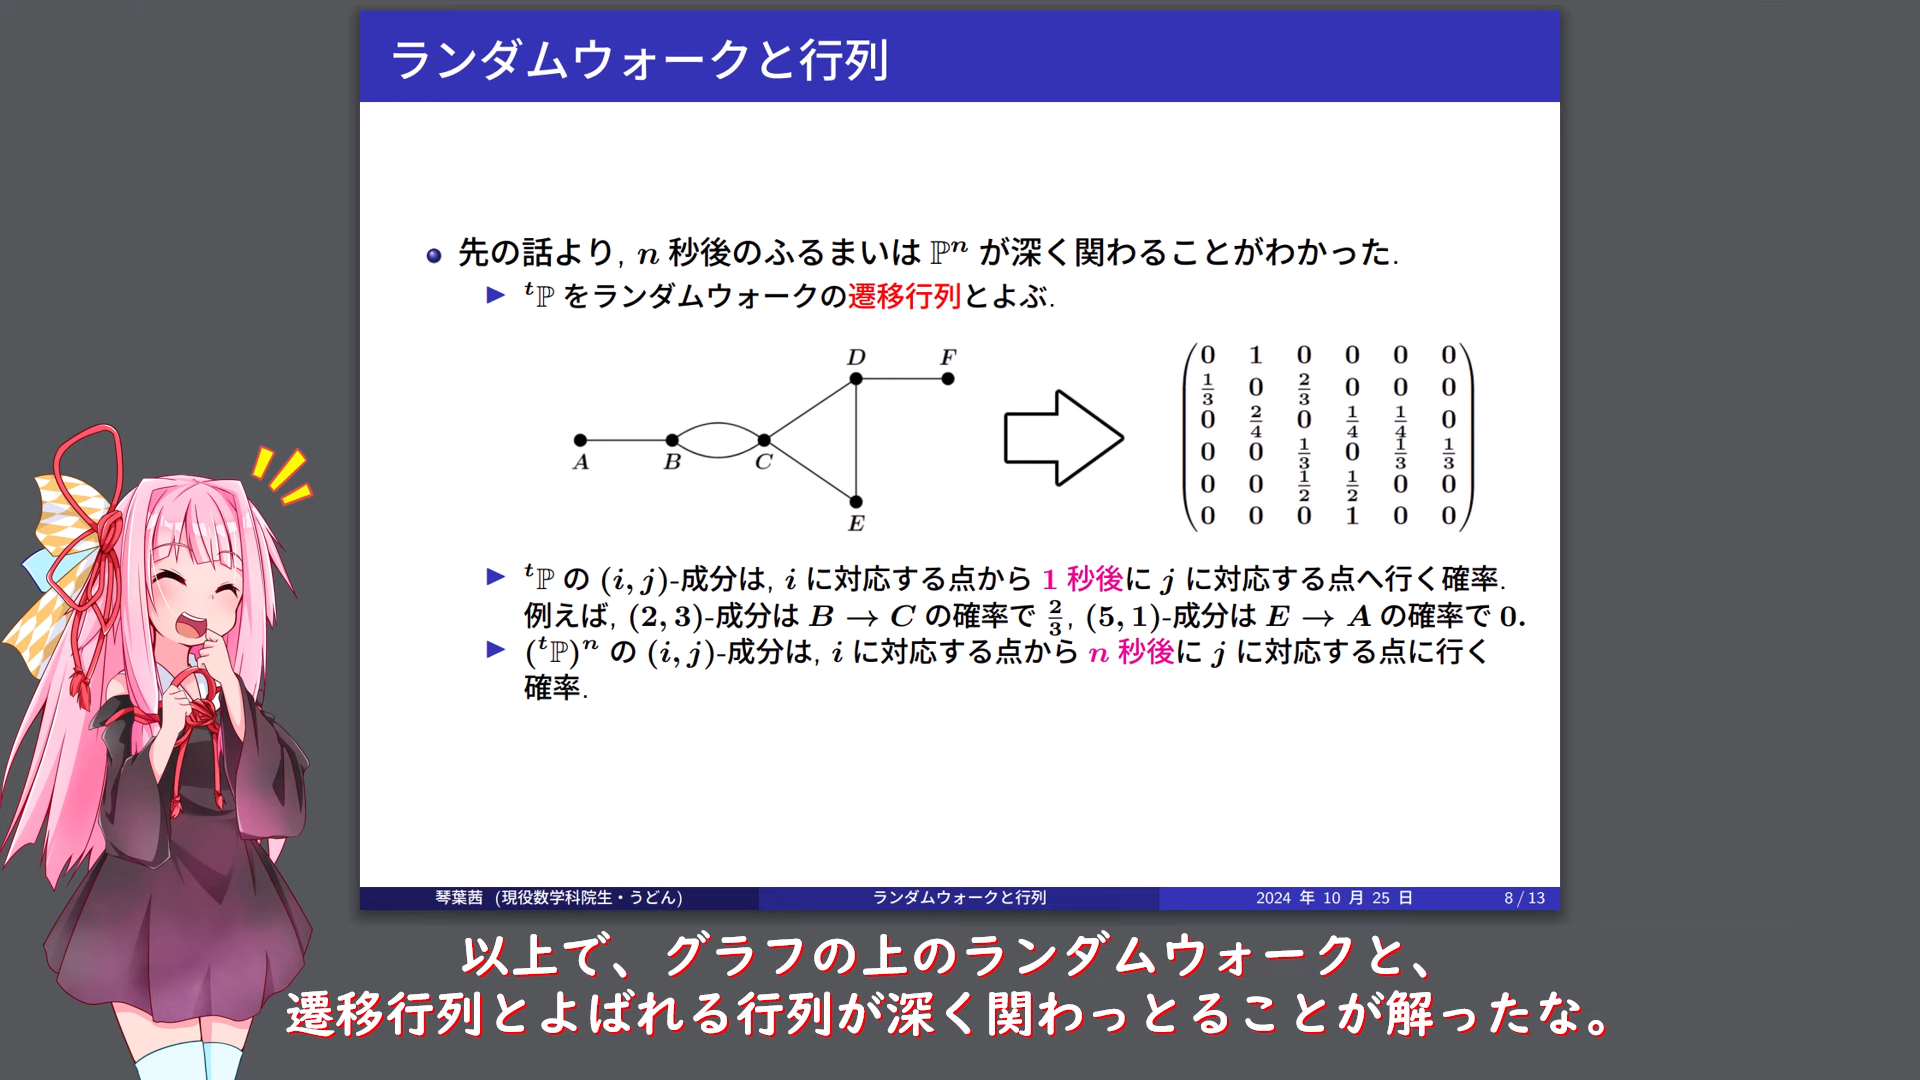 ランダムウォークと行列
先の話より, n 秒後のふるまいは ℙⁿ が深く関わることがわかった.
ᵗℙ をランダムウォークの遷移行列とよぶ.
D F
A B C
E
0 1 0 0 0 0
1/3 0 2/3 0 0 0
0 2/4 0 1/4 1/4 0
0 0 1/3 0 1/3 1/3
0 0 1/2 1/2 0 0
0 0 0 1 0 0
ᵗℙ の (i, j)-成分は, i に対応する点から 1 秒後に j に対応する点へ行く確率.
例えば, (2, 3)-成分は B → C の確率で 2/3, (5, 1)-成分は E → A の確率で 0.
(ᵗℙ)ⁿ の (i, j)-成分は, i に対応する点から n 秒後に j に対応する点に行く
確率.
琴葉茜 (現役数学科院生・うどん) ランダムウォークと行列 2024 年 10 月 25 日 8 / 13
以上で、グラフの上のランダムウォークと、
遷移行列とよばれる行列が深く関わっとることが解ったな。